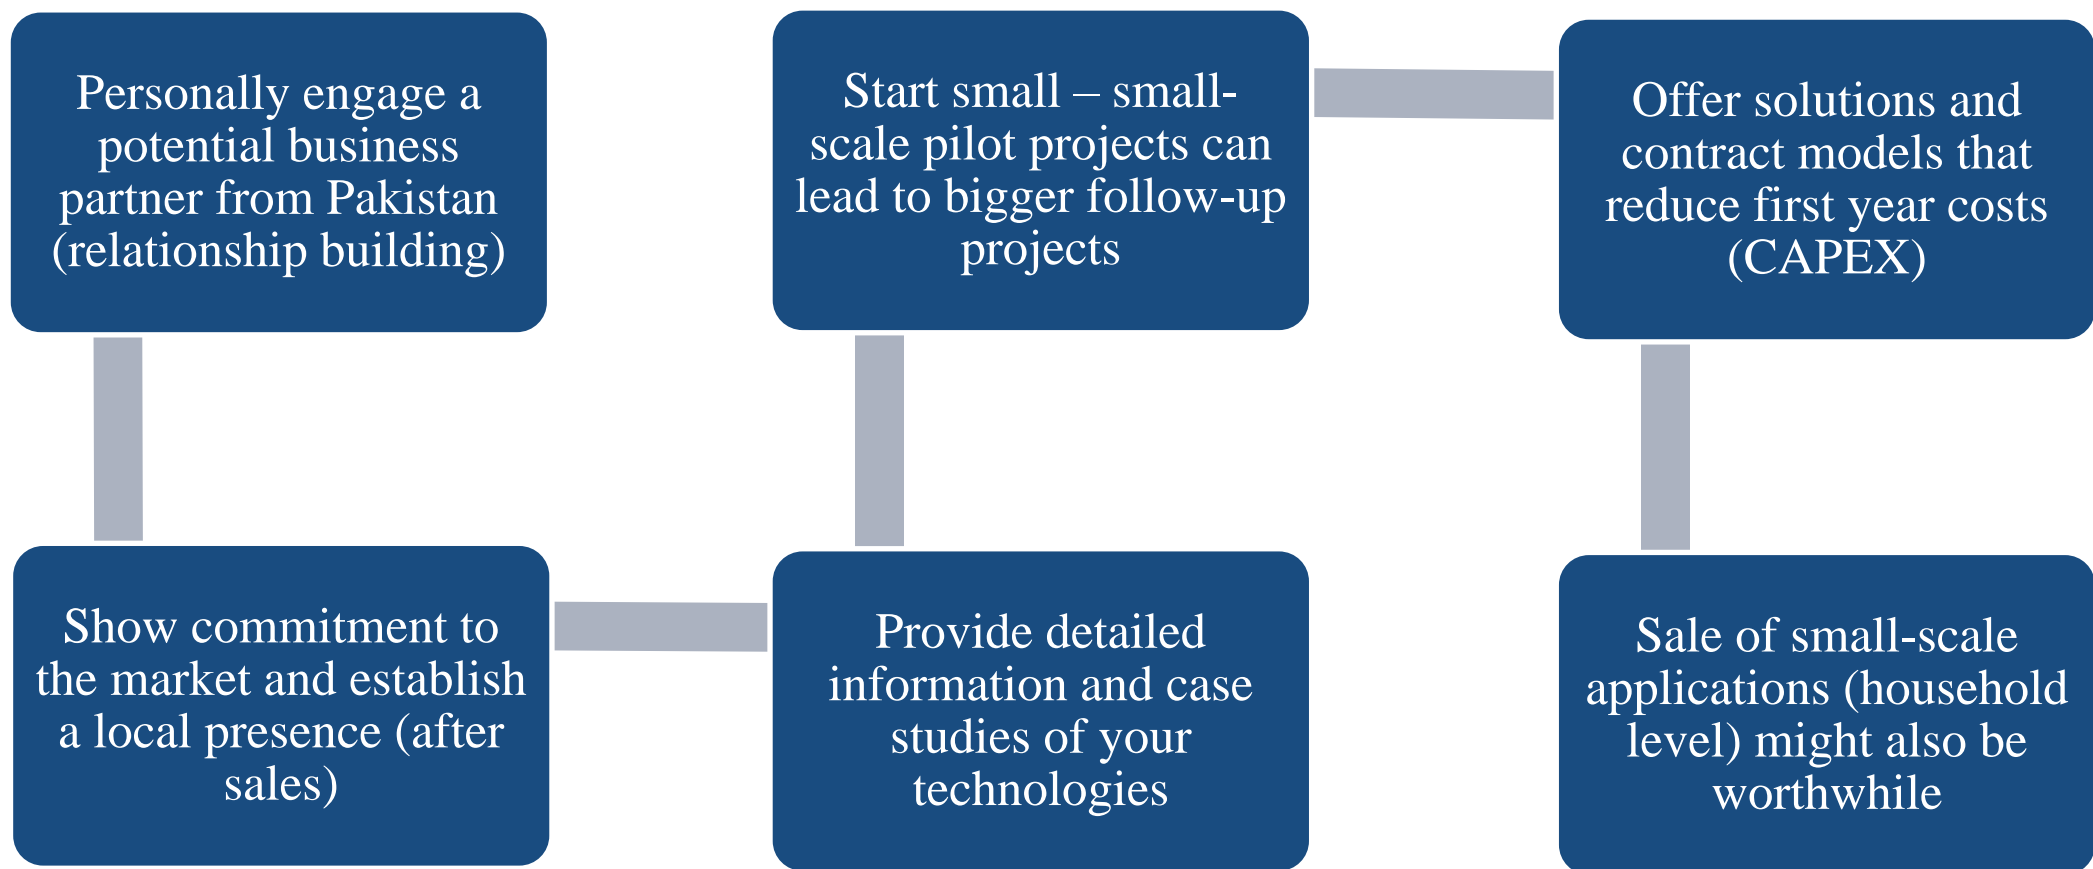 Personally engage a
potential business
partner from Pakistan
(relationship building)
Show commitment to
the market and establish
a local presence (after
sales)
Provide detailed
information and case
studies of your
technologies
Start small – small-
scale pilot projects can
lead to bigger follow-up
projects
Offer solutions and
contract models that
reduce first year costs
(CAPEX)
Sale of small-scale
applications (household
level) might also be
worthwhile